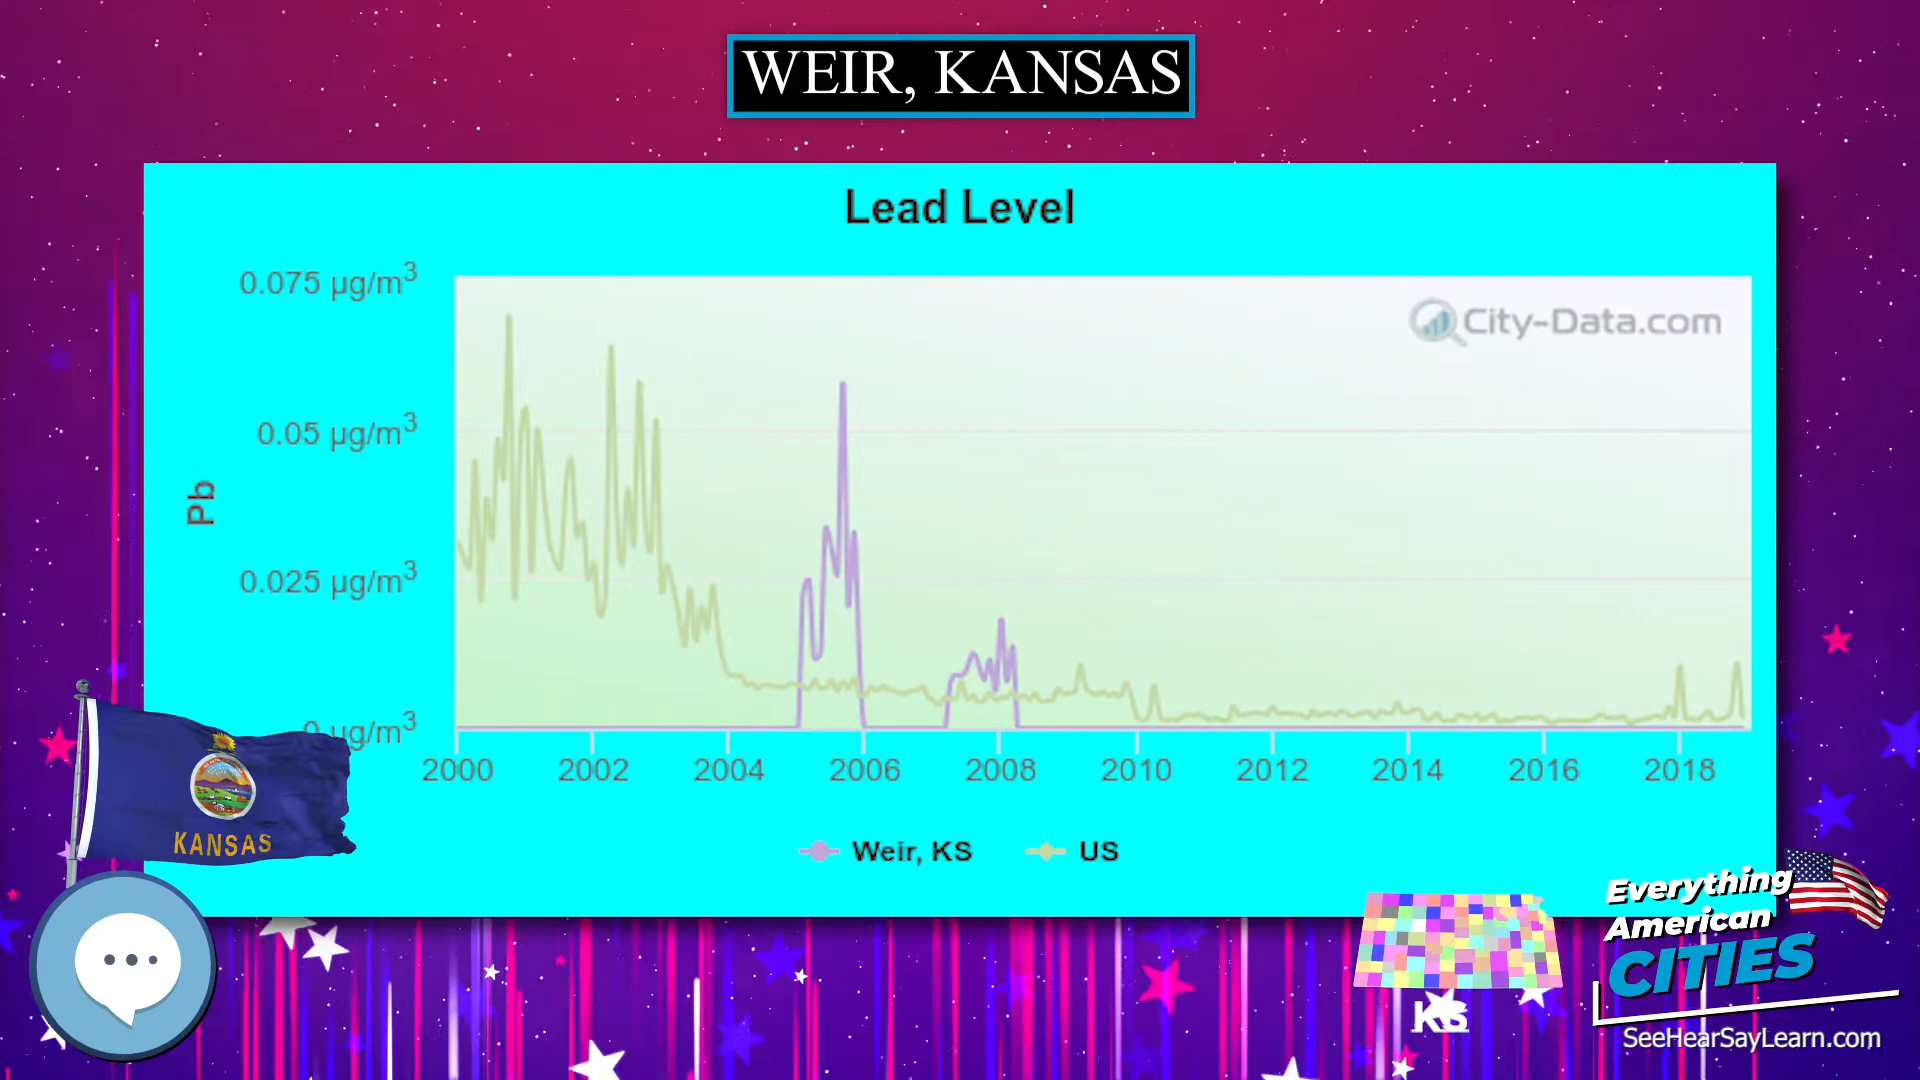 WEIR, KANSAS
Lead Level
0.075 µg/m³
City-Data.com
0.05 µg/m³
Pb
0.025 µg/m³
0 µg/m³
2000 2002 2004 2006 2008 2010 2012 2014 2016 2018
KANSAS
Weir, KS US
Everything
American
CITIES
KS
SeeHearSayLearn.com